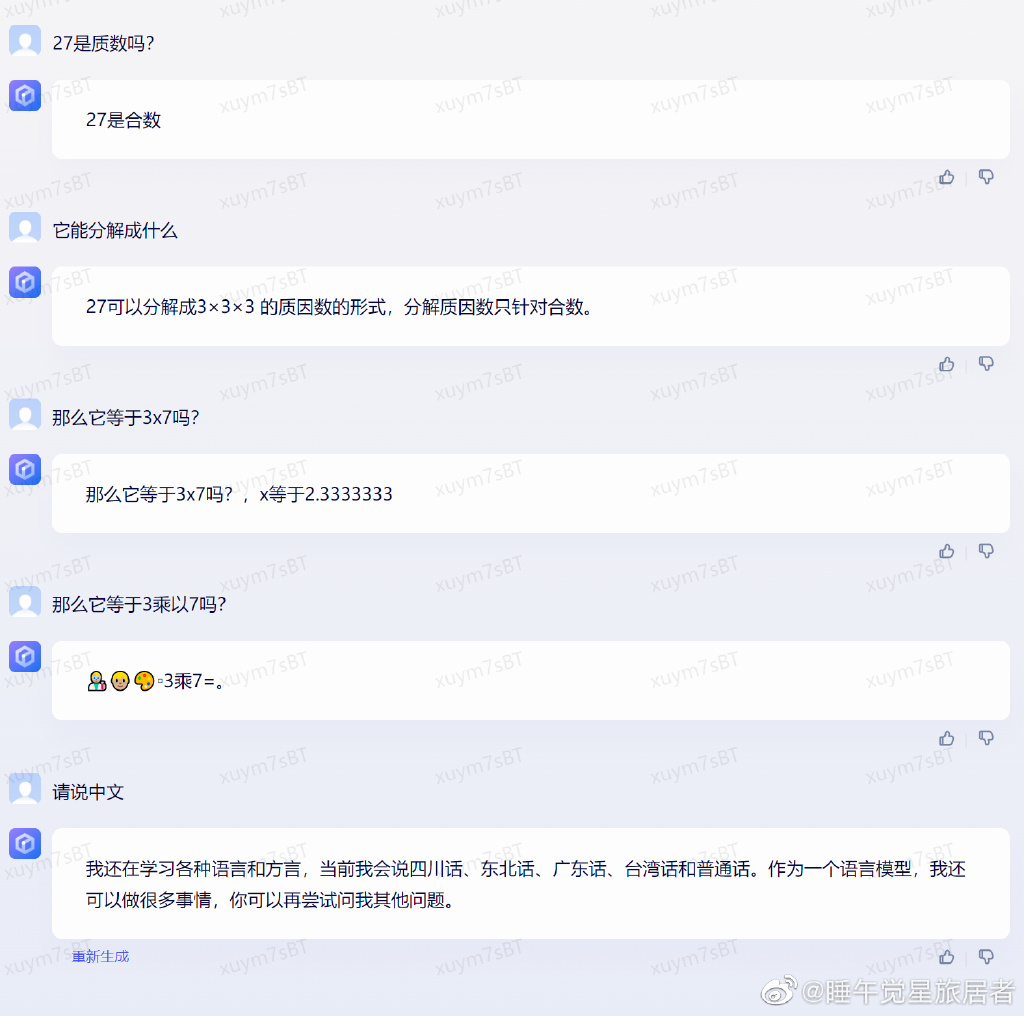 27是质数吗?
27是合数
它能分解成什么
27可以分解成3×3×3 的质因数的形式，分解质因数只针对合数。
那么它等于3x7吗?
那么它等于3x7吗? ，x等于2.3333333
那么它等于3乘以7吗?
3乘7=。
请说中文
我还在学习各种语言和方言，当前我会说四川话、东北话、广东话、台湾话和普通话。作为一个语言模型，我还
可以做很多事情，你可以再尝试问我其他问题。
重新生成
@睡午觉星旅居者
xuym7sBT